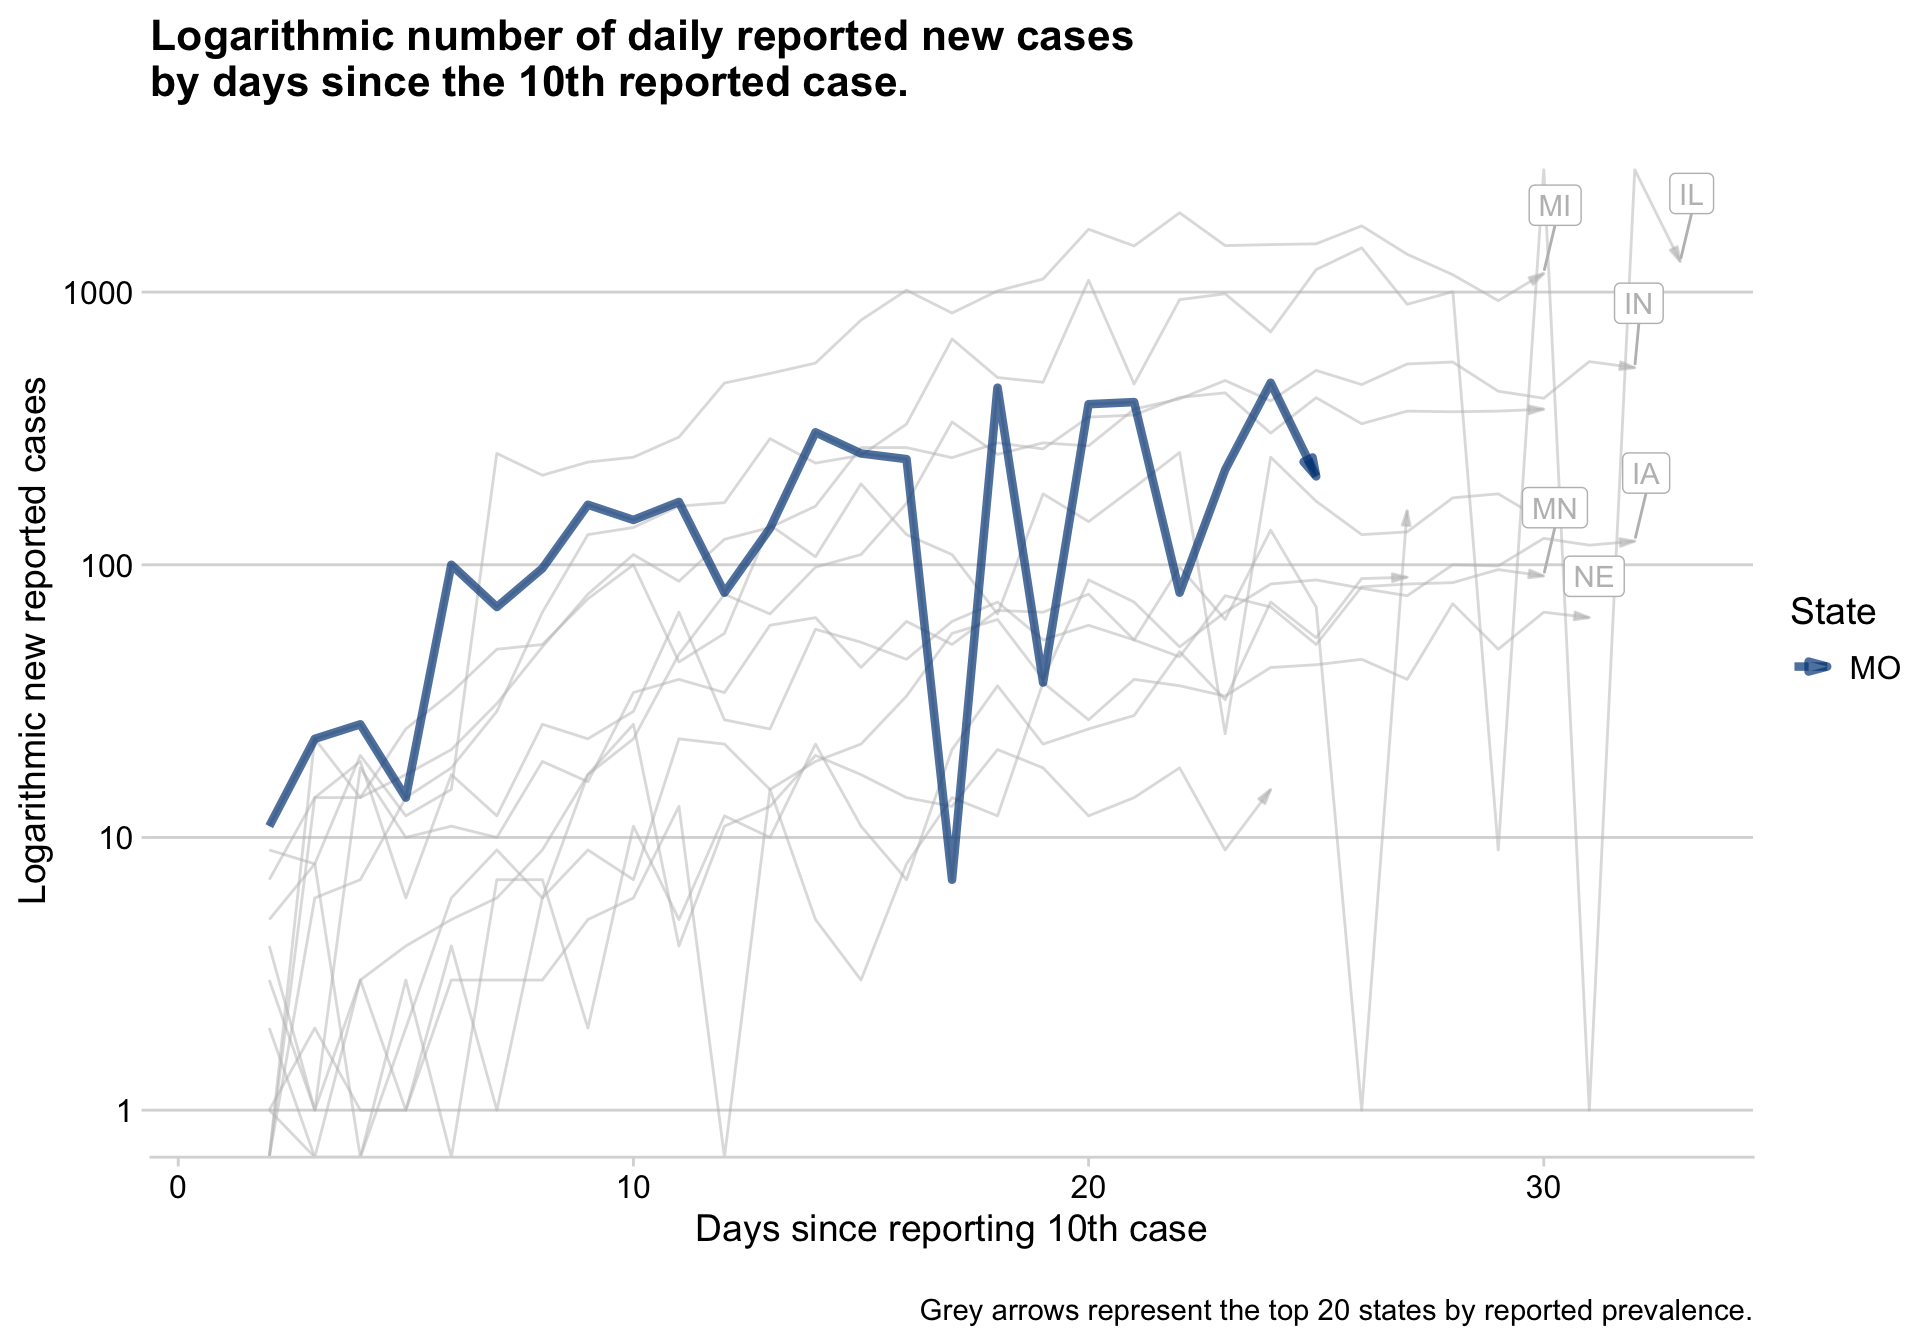 Logarithmic number of daily reported new cases
by days since the 10th reported case.
Logarithmic new reported cases
1000
100
10
1
MI
IL
IN
IA
MN
NE
State
MO
0
10
20
30
Days since reporting 10th case
Grey arrows represent the top 20 states by reported prevalence.